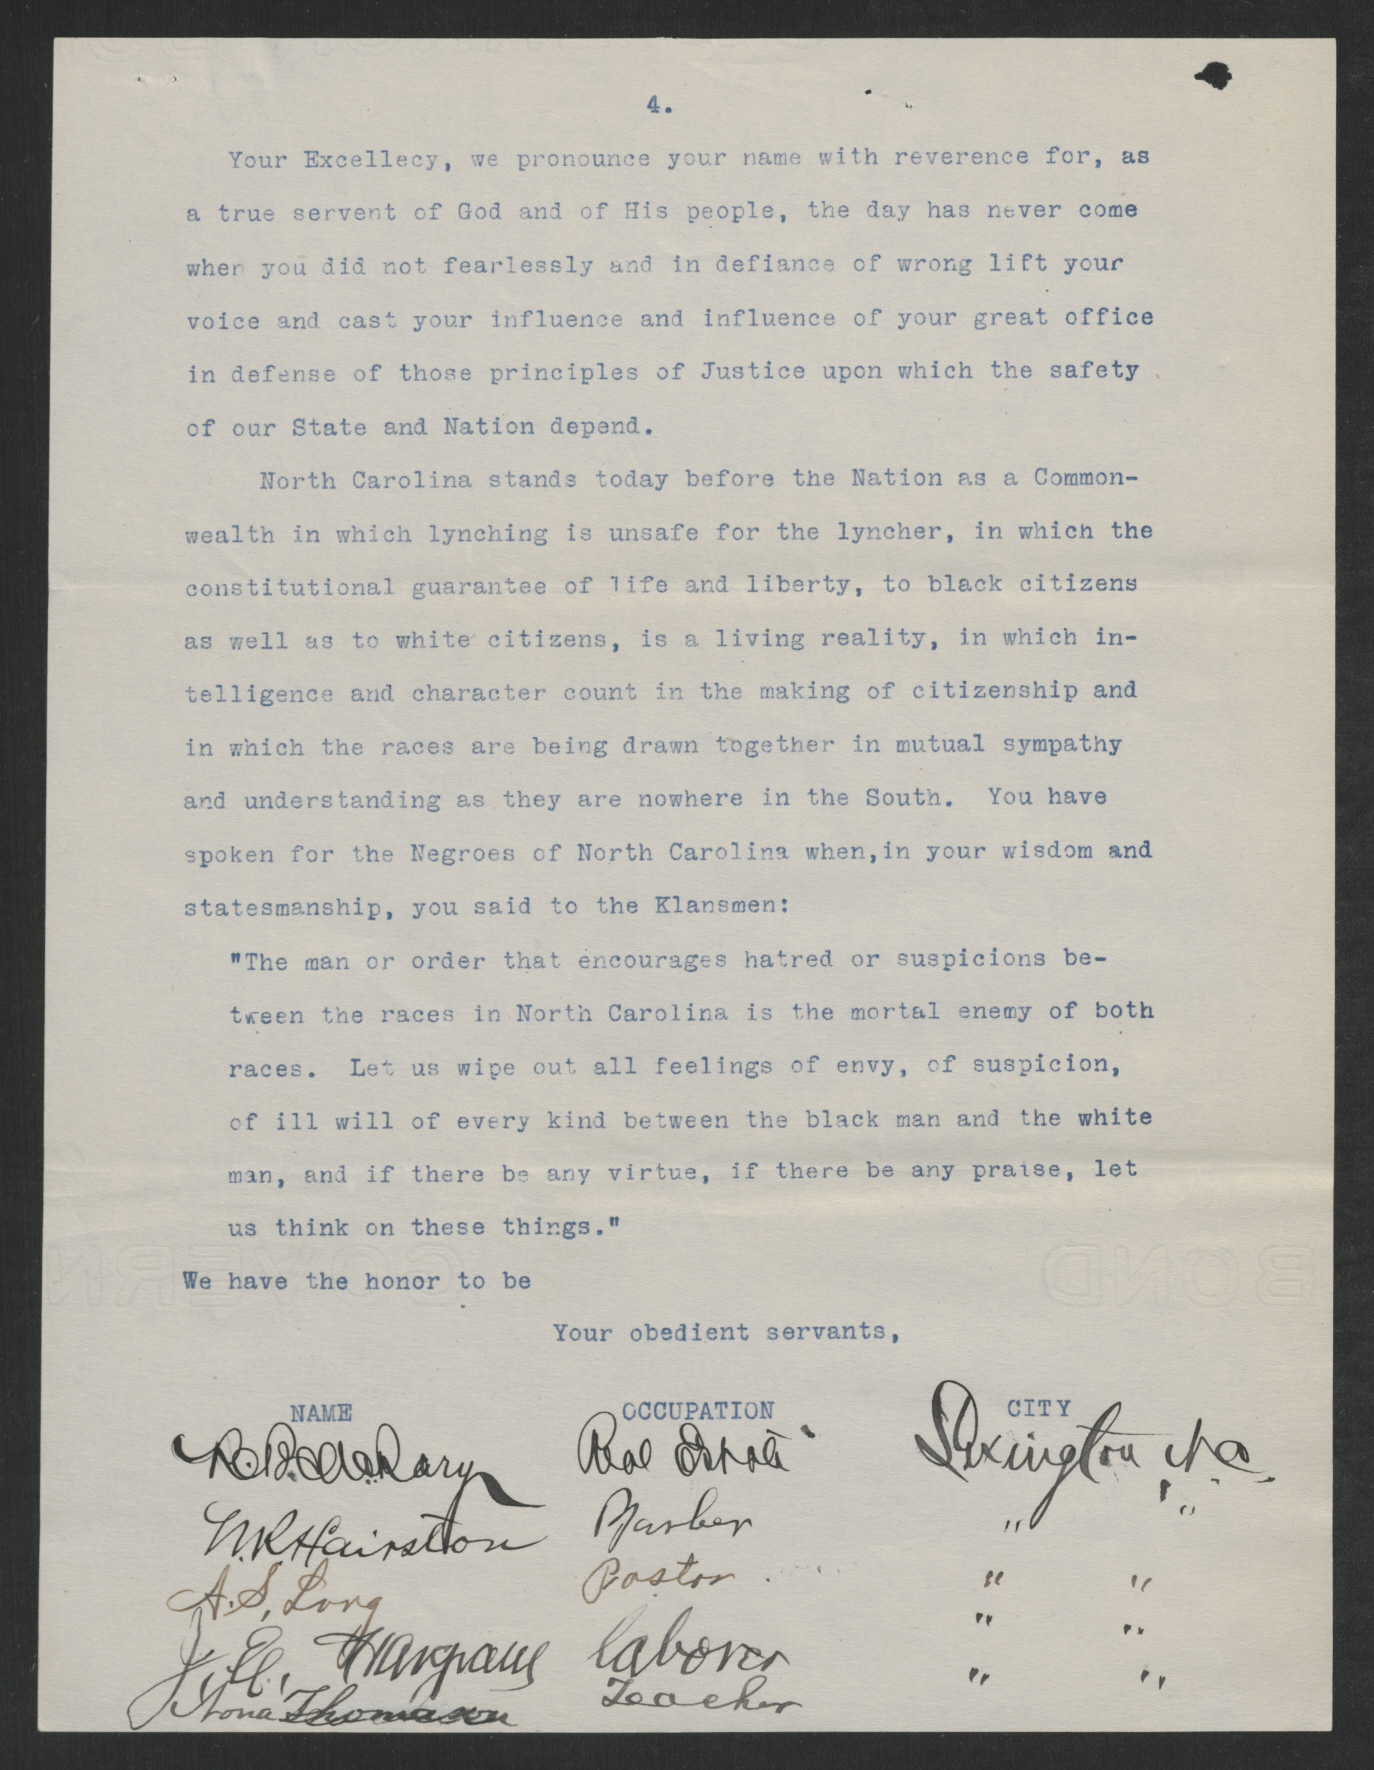 4.
Your Excellecy, we pronounce your name with reverence for, as
a true servent of God and of His people, the day has never come
when you did not fearlessly and in defiance of wrong lift your
voice and cast your influence and influence of your great office
in defense of those principles of Justice upon which the safety
of our State and Nation depend.
North Carolina stands today before the Nation as a Common-
wealth in which lynching is unsafe for the lyncher, in which the
constitutional guarantee of life and liberty, to black citizens
as well as to white citizens, is a living reality, in which in-
telligence and character count in the making of citizenship and
in which the races are being drawn together in mutual sympathy
and understanding as they are nowhere in the South. You have
spoken for the Negroes of North Carolina when,in your wisdom and
statesmanship, you said to the Klansmen:
"The man or order that encourages hatred or suspicions be-
tween the races in North Carolina is the mortal enemy of both
races. Let us wipe out all feelings of envy, of suspicion,
of ill will of every kind between the black man and the white
man, and if there be any virtue, if there be any praise, let
us think on these things."
GOVERN BOND
We have the honor to be
Your obedient servants,
NAME OCCUPATION CITY
R. B. McRary Real Estate Lexington N.C.
W.R. Hairston Barber " "
A.S. Long Pastor " "
" "
J. H. Hargrave laborer " "
Thomason Teacher